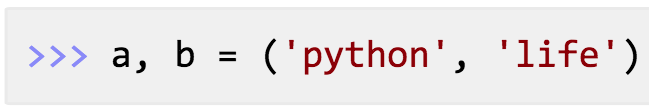 >>> a, b = ('python', 'life')